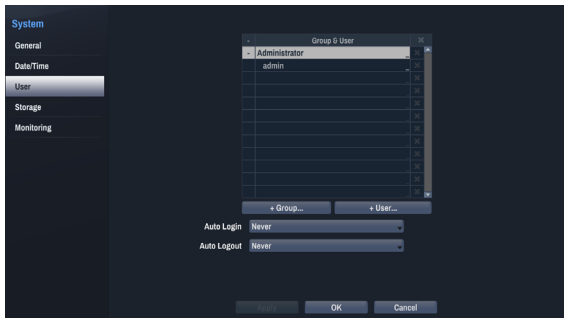 System
General
Date/Time
User
Storage
Monitoring
- Group & User
- Administrator
admin
+ Group... + User...
Auto Login Never
Auto Logout Never
Apply OK Cancel